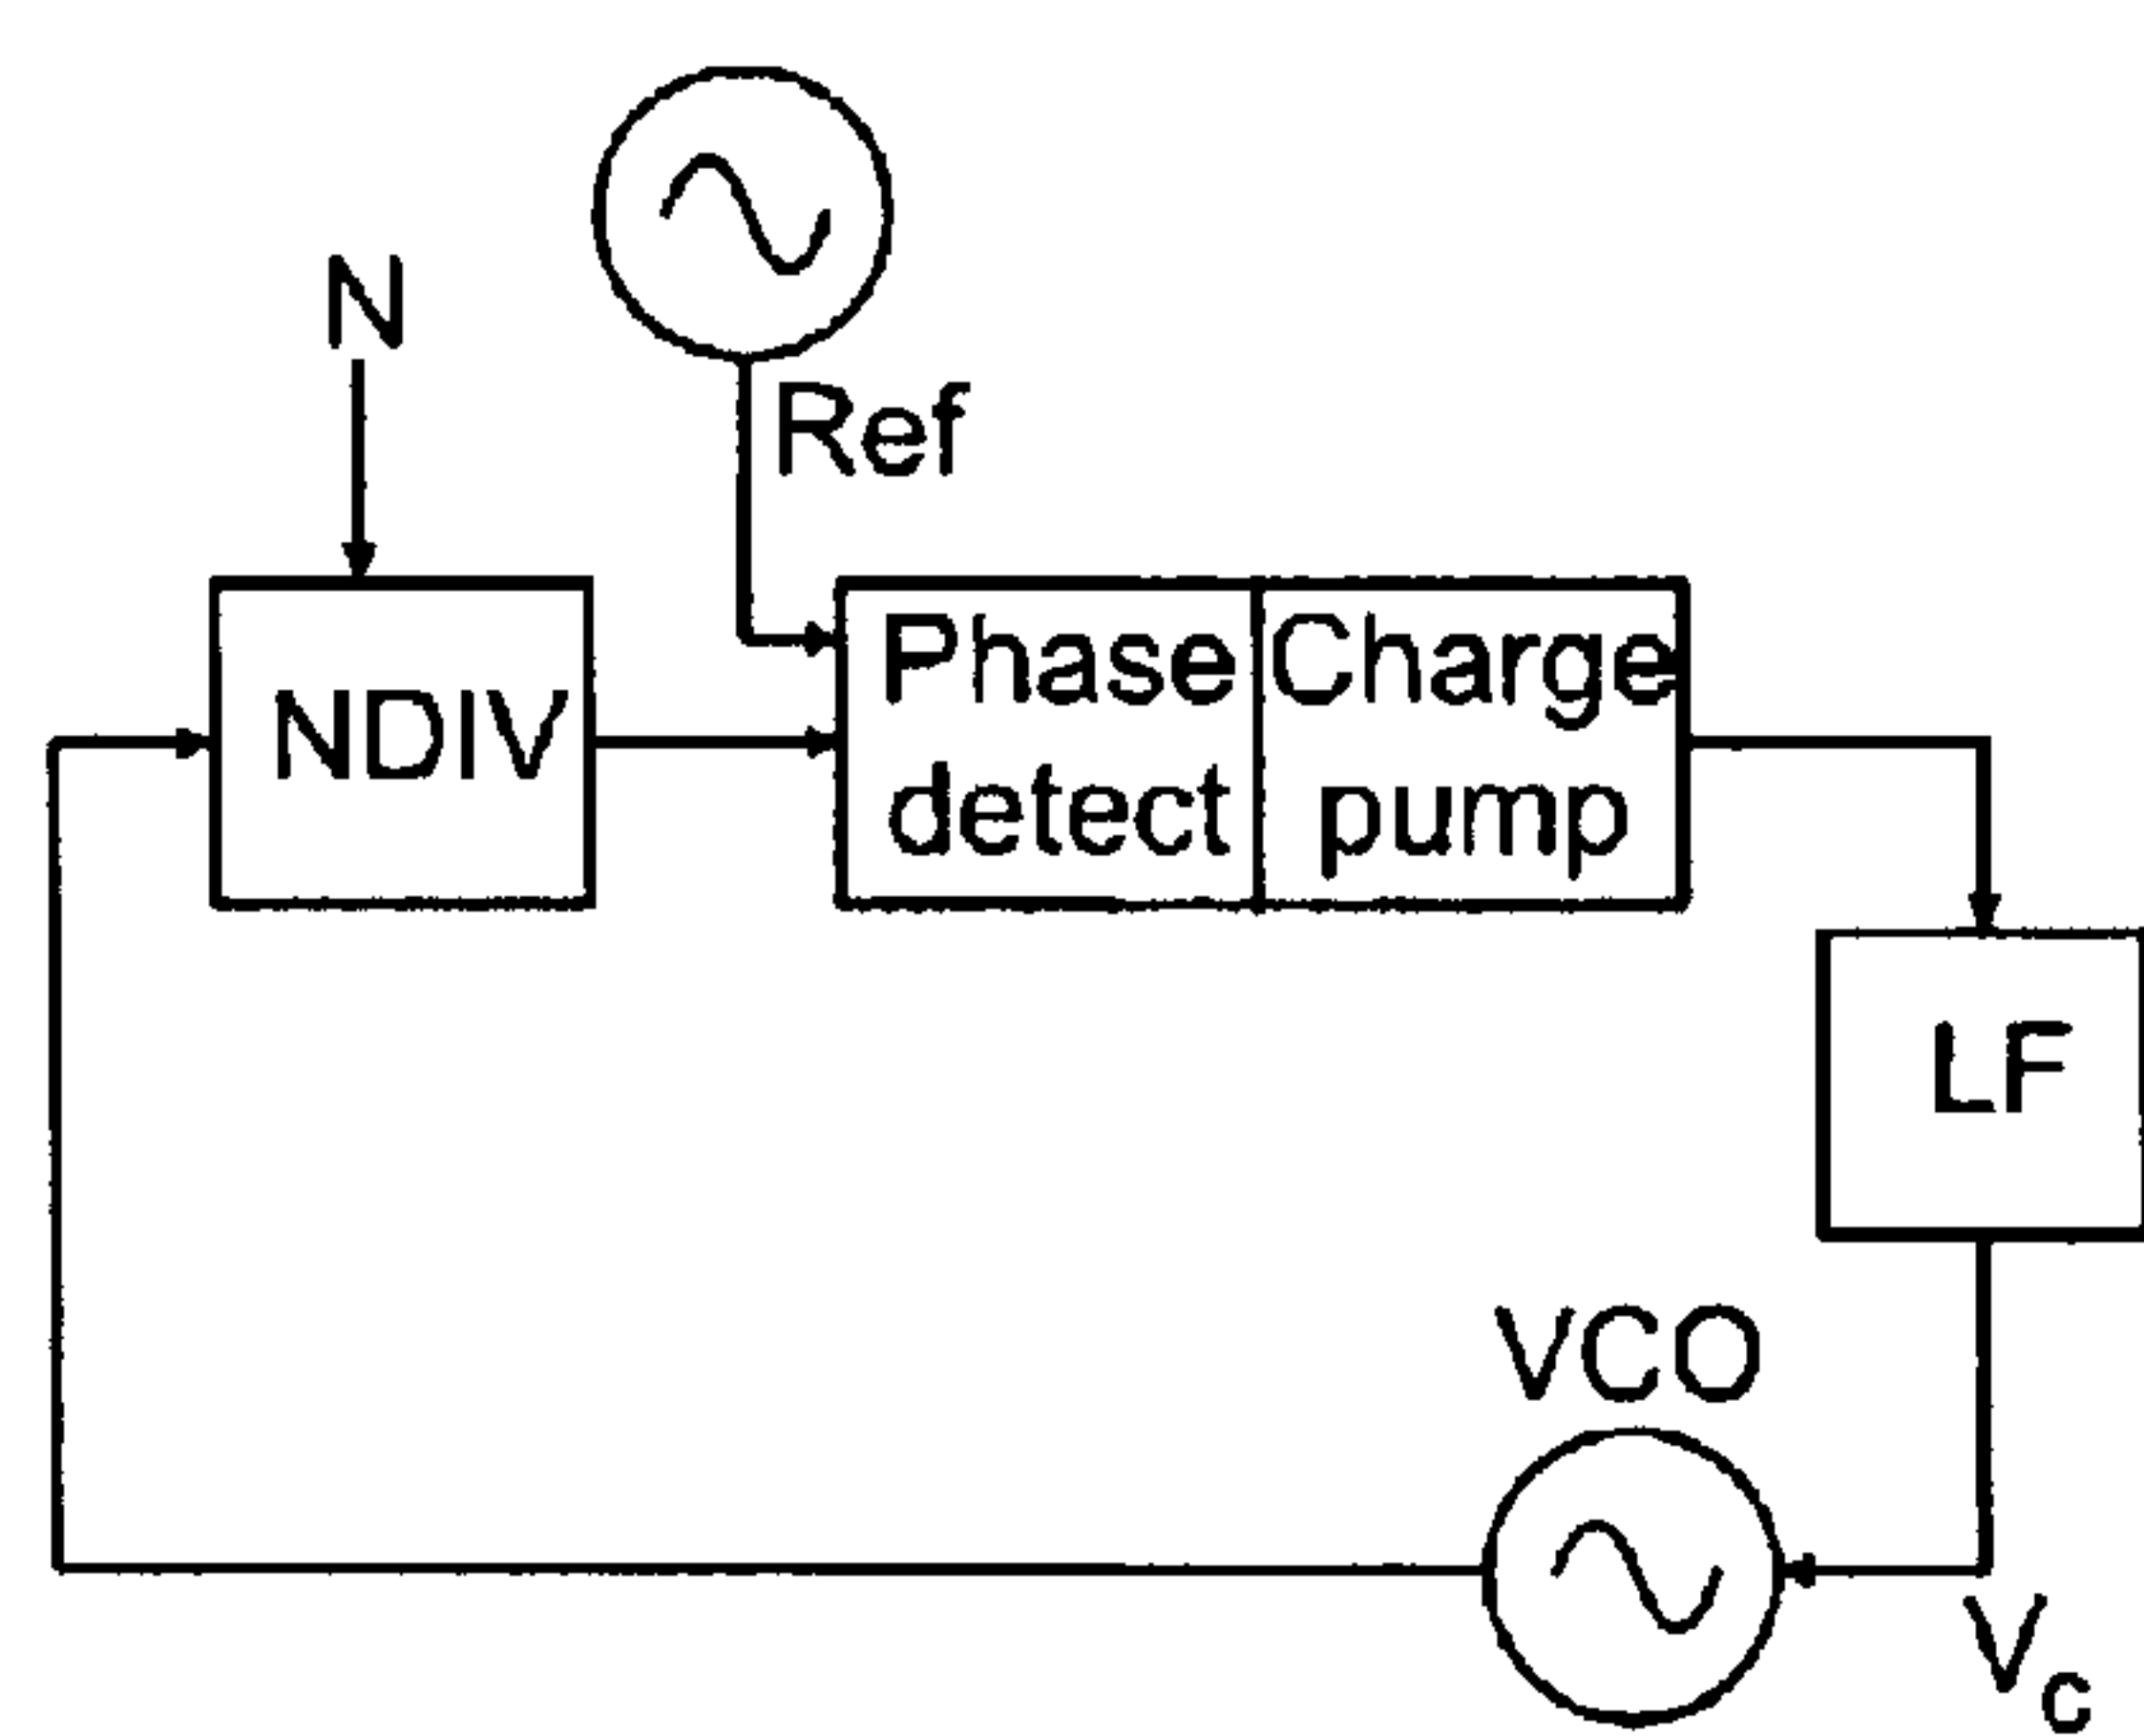 N
Ref
NDIV
Phase
detect
Charge
pump
LF
VCO
Vc